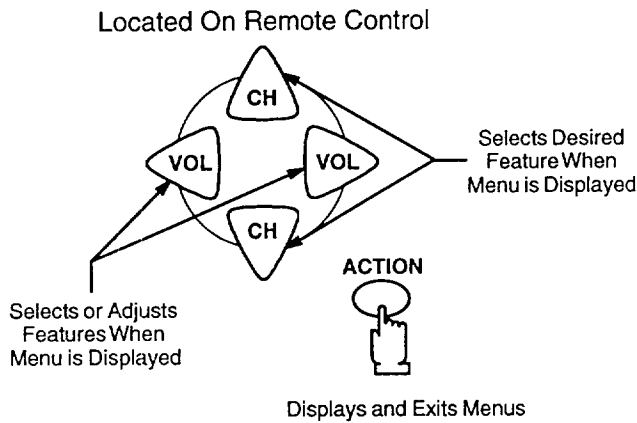 Located On Remote Control
CH
VOL
VOL
CH
Selects Desired
Feature When
Menu is Displayed
ACTION
Selects or Adjusts
Features When
Menu is Displayed
Displays and Exits Menus